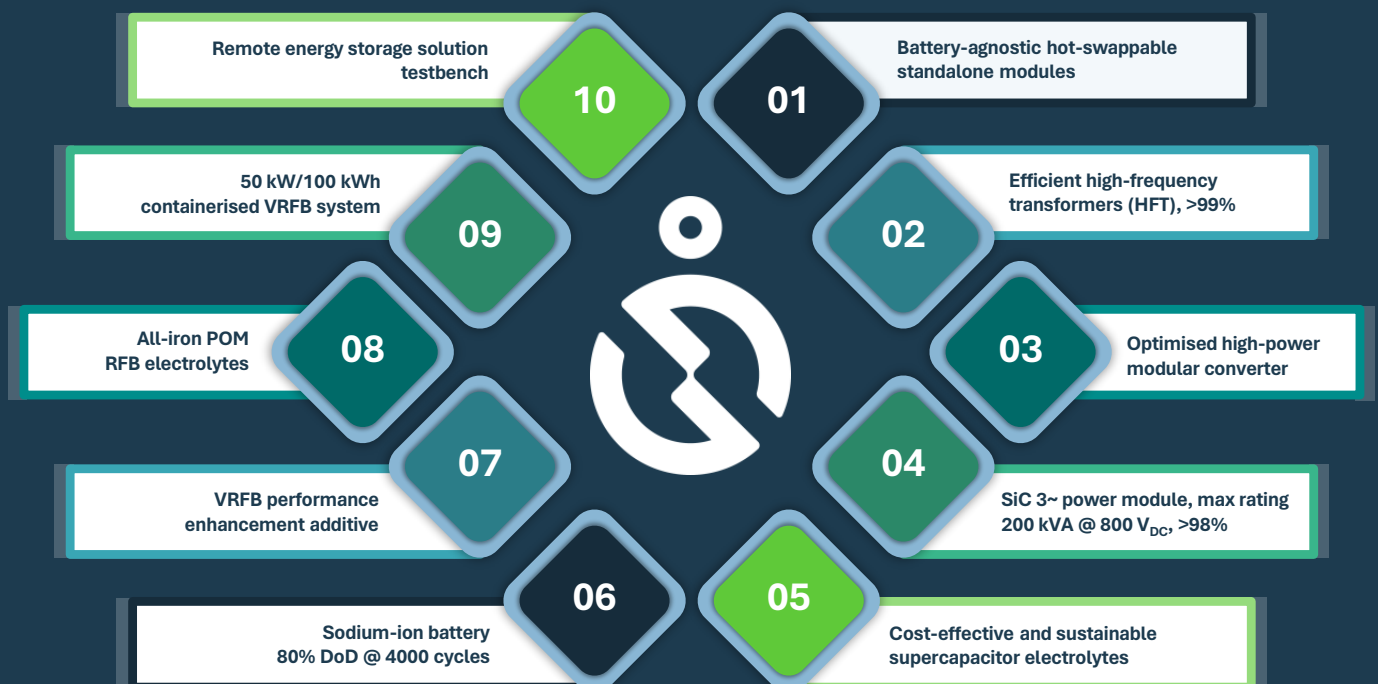 01
Battery-agnostic hot-swappable
standalone modules
02
Efficient high-frequency
transformers (HFT), >99%
03
Optimised high-power
modular converter
04
SiC 3~ power module, max rating
200 kVA @ 800 VDC, >98%
05
Cost-effective and sustainable
supercapacitor electrolytes
06
Sodium-ion battery
80% DoD @ 4000 cycles
07
VRFB performance
enhancement additive
08
All-iron POM
RFB electrolytes
09
50 kW/100 kWh
containerised VRFB system
10
Remote energy storage solution
testbench